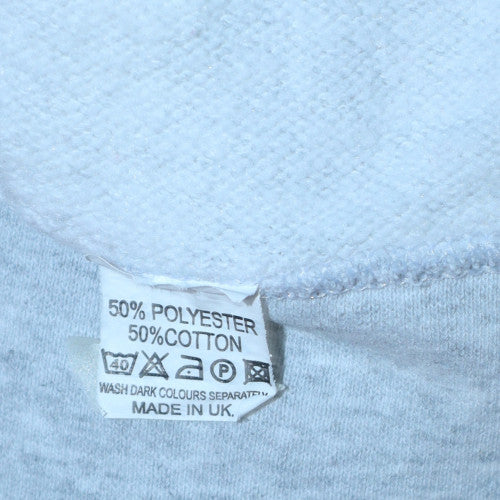 50% POLYESTER
50%COTTON
40 P
WASH DARK COLOURS SEPARATELY
MADE IN UK.